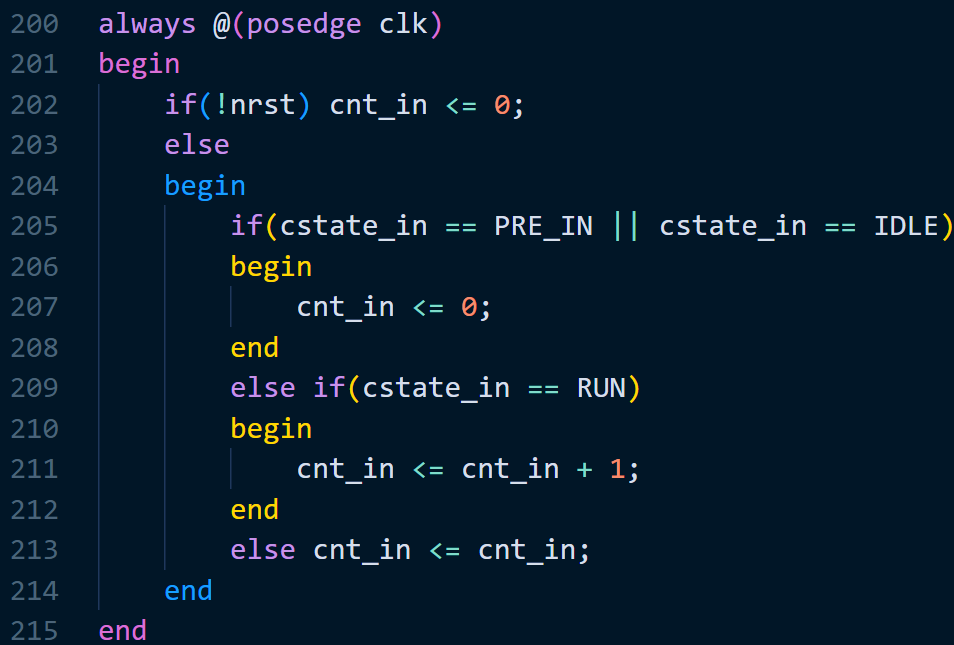 200 always @(posedge clk)
201 begin
202     if(!nrst) cnt_in <= 0;
203     else
204     begin
205         if(cstate_in == PRE_IN || cstate_in == IDLE)
206         begin
207             cnt_in <= 0;
208         end
209         else if(cstate_in == RUN)
210         begin
211             cnt_in <= cnt_in + 1;
212         end
213         else cnt_in <= cnt_in;
214     end
215 end